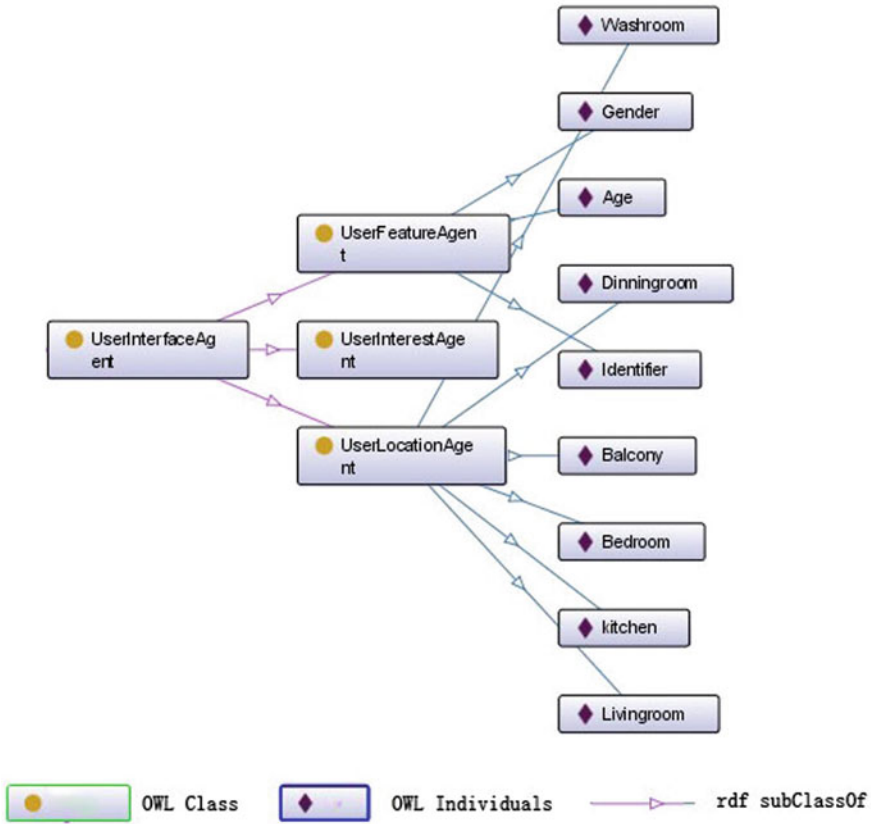 Washroom
Gender
Age
UserFeatureAgen
t
Dinningroom
UserInterfaceAg
ent
UserInterestAge
nt
Identifier
UserLocationAge
nt
Balcony
Bedroom
kitchen
Livingroom
OWL Class
OWL Individuals
rdf subClassOf